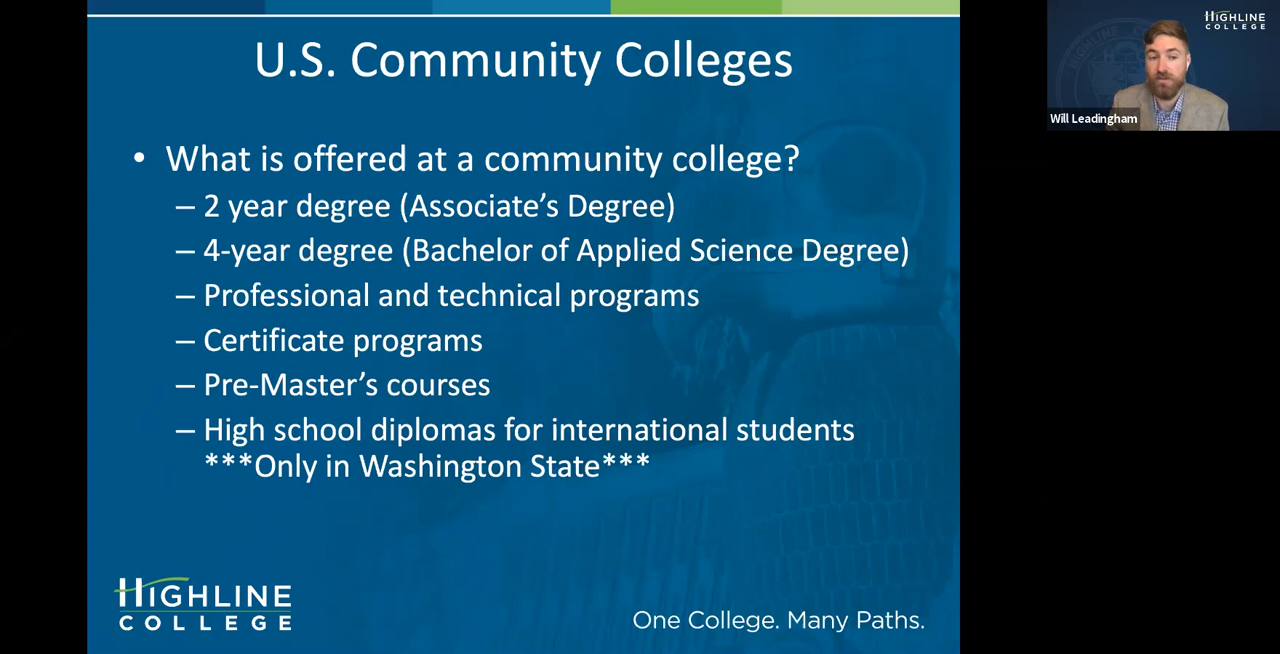 U.S. Community Colleges
• What is offered at a community college?
– 2 year degree (Associate’s Degree)
– 4-year degree (Bachelor of Applied Science Degree)
– Professional and technical programs
– Certificate programs
– Pre-Master’s courses
– High school diplomas for international students
***Only in Washington State***
HIGHLINE
COLLEGE
One College. Many Paths.
HIGHLINE
COLLEGE
HIGHLINE
Will Leadingham